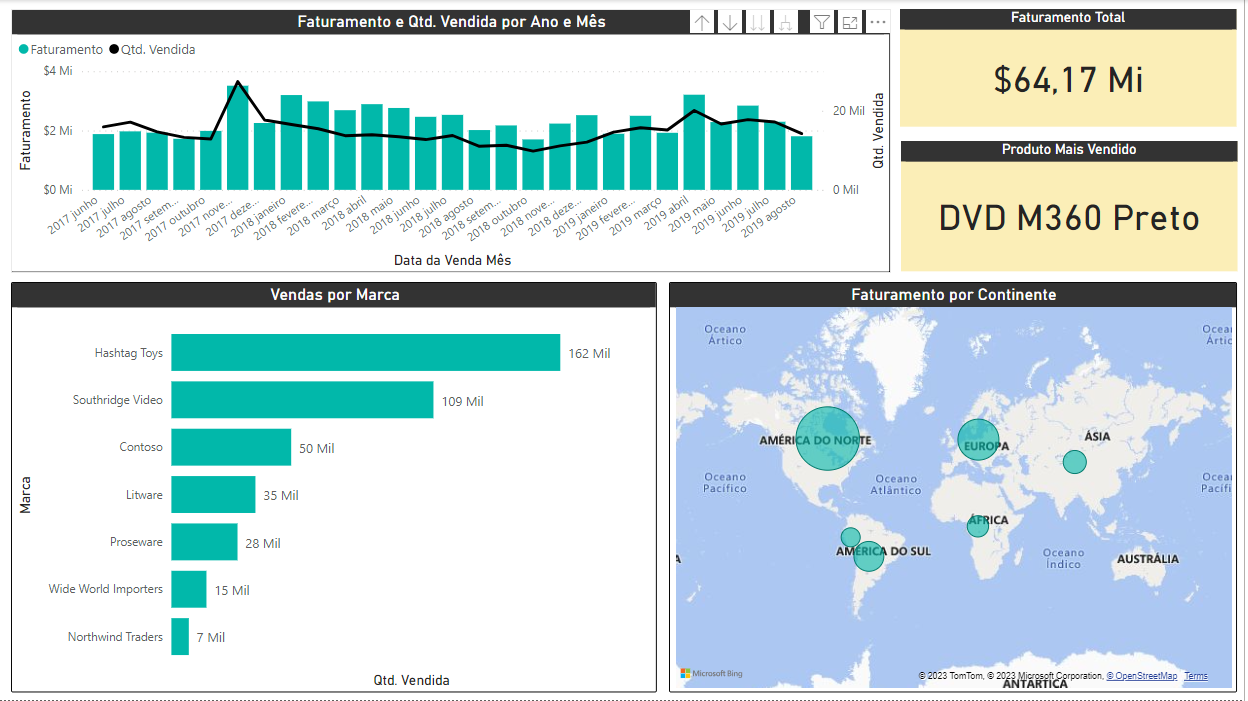 Faturamento e Qtd. Vendida por Ano e Mês
Faturamento Qtd. Vendida
$4 Mi
$2 Mi
$0 Mi
Faturamento
20 Mil
0 Mil
Qtd. Vendida
2017 junho
2017 julho
2017 agosto
2017 setem...
2017 outubro
2017 nove...
2017 deze...
2018 janeiro
2018 fevere...
2018 março
2018 abril
2018 maio
2018 junho
2018 julho
2018 agosto
2018 setem...
2018 outubro
2018 nove...
2018 deze...
2019 janeiro
2019 fevere...
2019 março
2019 abril
2019 maio
2019 junho
2019 julho
2019 agosto
Data da Venda Mês
Faturamento Total
$64,17 Mi
Produto Mais Vendido
DVD M360 Preto
Vendas por Marca
Marca
Hashtag Toys 162 Mil
Southridge Video 109 Mil
Contoso 50 Mil
Litware 35 Mil
Proseware 28 Mil
Wide World Importers 15 Mil
Northwind Traders 7 Mil
Qtd. Vendida
Faturamento por Continente
Oceano
Ártico
Ocea
Ártic
AMÉRICA DO NORTE
EUROPA
ÁSIA
Oceano
Pacífico
Oceano
Atlântico
Ocea
Pacífi
ÁFRICA
AMÉRICA DO SUL
Oceano
Índico
AUSTRÁLIA
A
Microsoft Bing
© 2023 TomTom, © 2023 Microsoft Corporation, © OpenStreetMap Terms
ANTÁRTICA